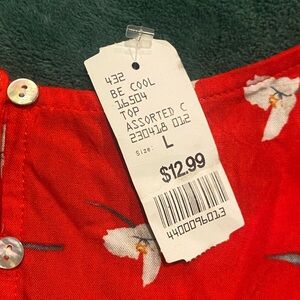 432
BE COOL
16504
TOP
ASSORTED C
230418 012
Size. L
$12.99
4400096013